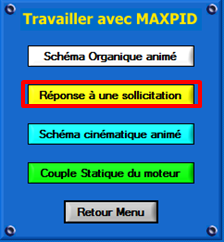 Travailler avec MAXPID
Schéma Organique animé
Réponse à une sollicitation
Schéma cinématique animé
Couple Statique du moteur
Retour Menu